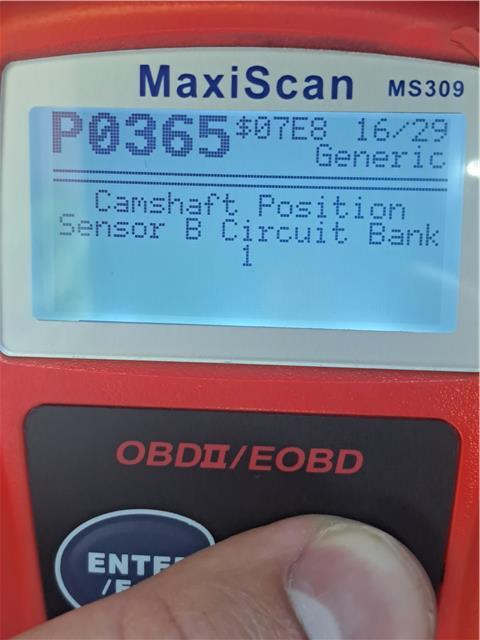 MaxiScan MS309
P0365 $07E8 16/29
Generic
Camshaft Position
Sensor B Circuit Bank
1
OBDII/EOBD